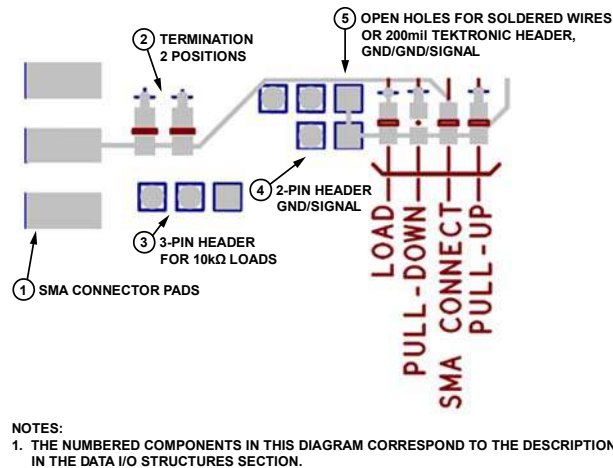 5 OPEN HOLES FOR SOLDERED WIRES
OR 200mil TEKTRONIC HEADER,
GND/GND/SIGNAL
2 TERMINATION
2 POSITIONS
4 2-PIN HEADER
GND/SIGNAL
3 3-PIN HEADER
FOR 10kΩ LOADS
1 SMA CONNECTOR PADS
LOAD
PULL-DOWN
SMA CONNECT
PULL-UP
NOTES:
1. THE NUMBERED COMPONENTS IN THIS DIAGRAM CORRESPOND TO THE DESCRIPTION
IN THE DATA I/O STRUCTURES SECTION.